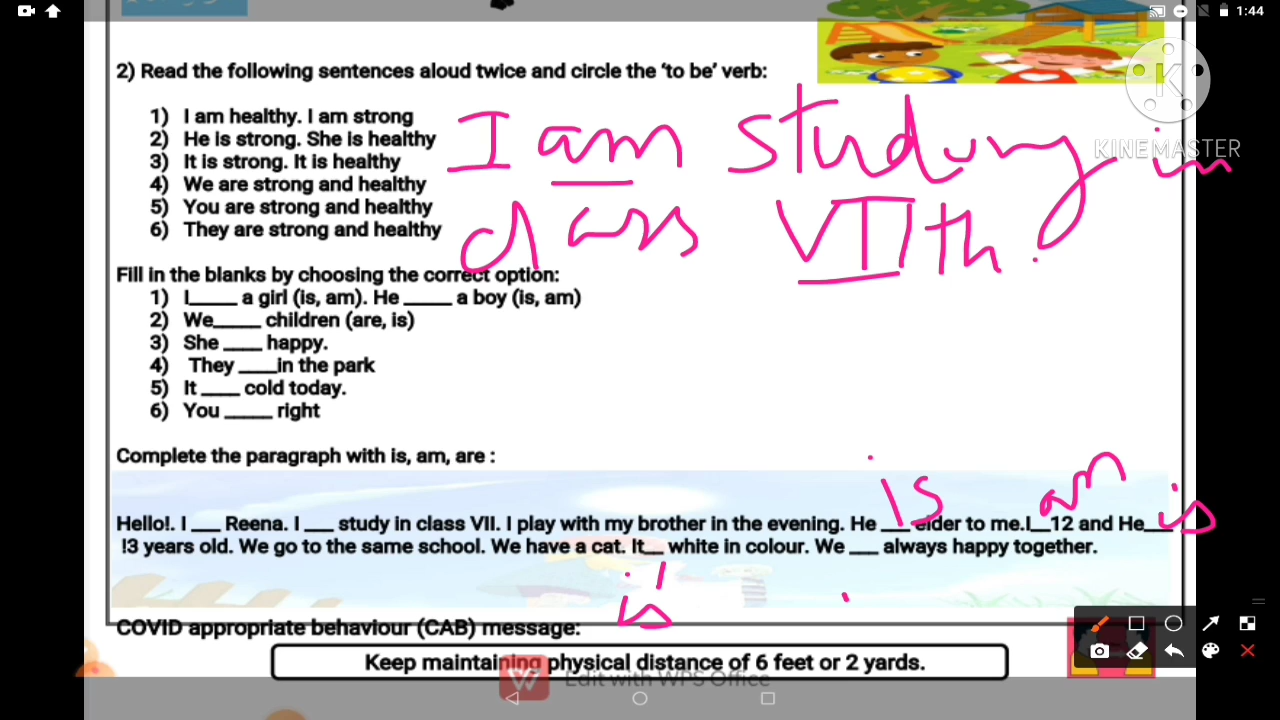 1:44
2) Read the following sentences aloud twice and circle the 'to be' verb:
1) I am healthy. I am strong
2) He is strong. She is healthy
3) It is strong. It is healthy
4) We are strong and healthy
5) You are strong and healthy
6) They are strong and healthy
I am studying in
class VIIth.
K
KINEMASTER
Fill in the blanks by choosing the correct option:
1) I_____ a girl (is, am). He _____ a boy (is, am)
2) We_____ children (are, is)
3) She ____ happy.
4) They ____in the park
5) It ____ cold today.
6) You _____ right
Complete the paragraph with is, am, are :
is am is
Hello!. I ___ Reena. I ___ study in class VII. I play with my brother in the evening. He ___ elder to me.I__12 and He___
!3 years old. We go to the same school. We have a cat. It__ white in colour. We ___ always happy together.
is
COVID appropriate behaviour (CAB) message:
Keep maintaining physical distance of 6 feet or 2 yards.
Edit with WPS Office